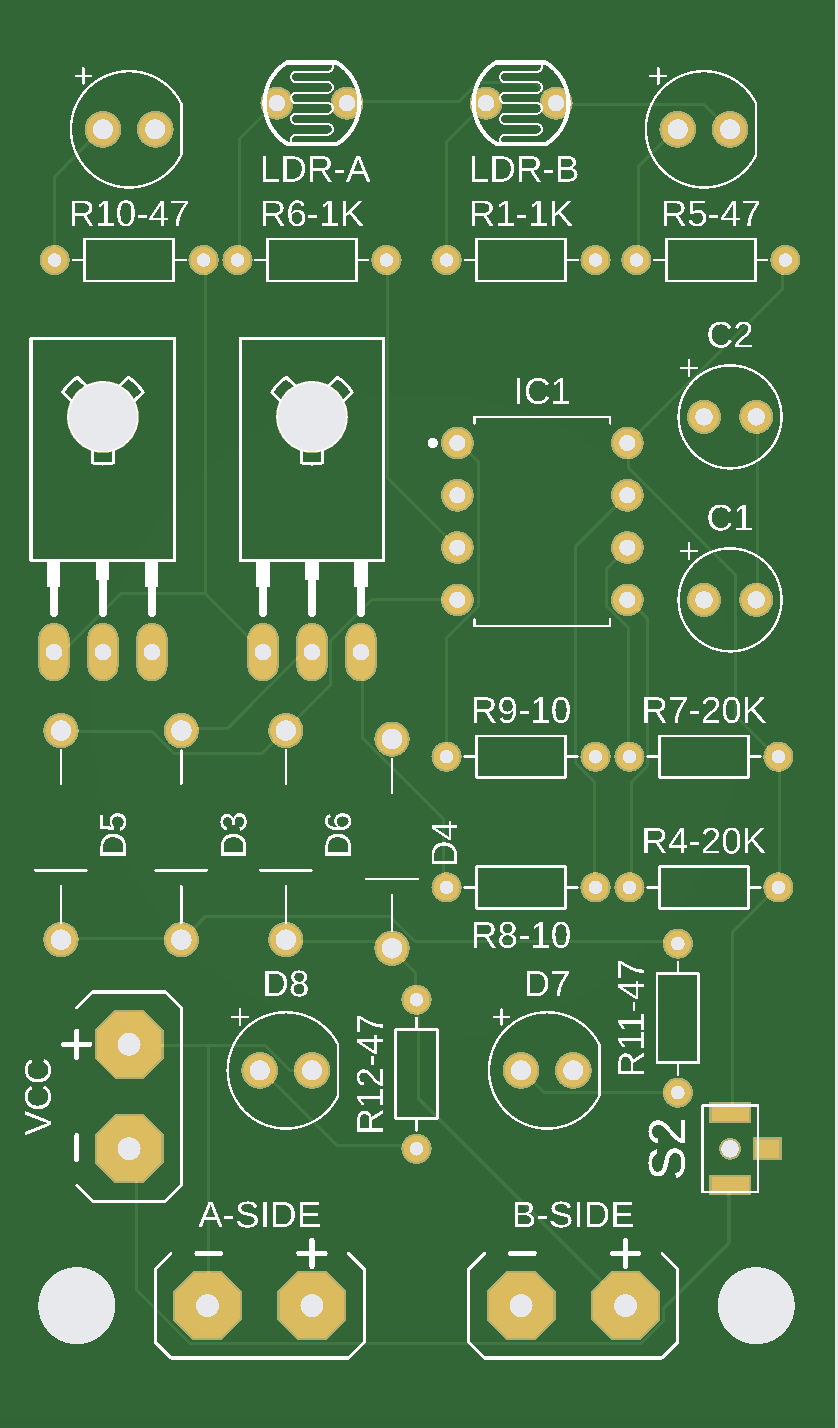 + +
LDR-A LDR-B
R10-47 R6-1K R1-1K R5-47
C2
+
IC1
C1
+
R9-10 R7-20K
D5 D3 D6 D4
R4-20K
R8-10
D8 D7
+ +
R12-47 R11-47
VCC
+
-
S2
A-SIDE B-SIDE
- + - +